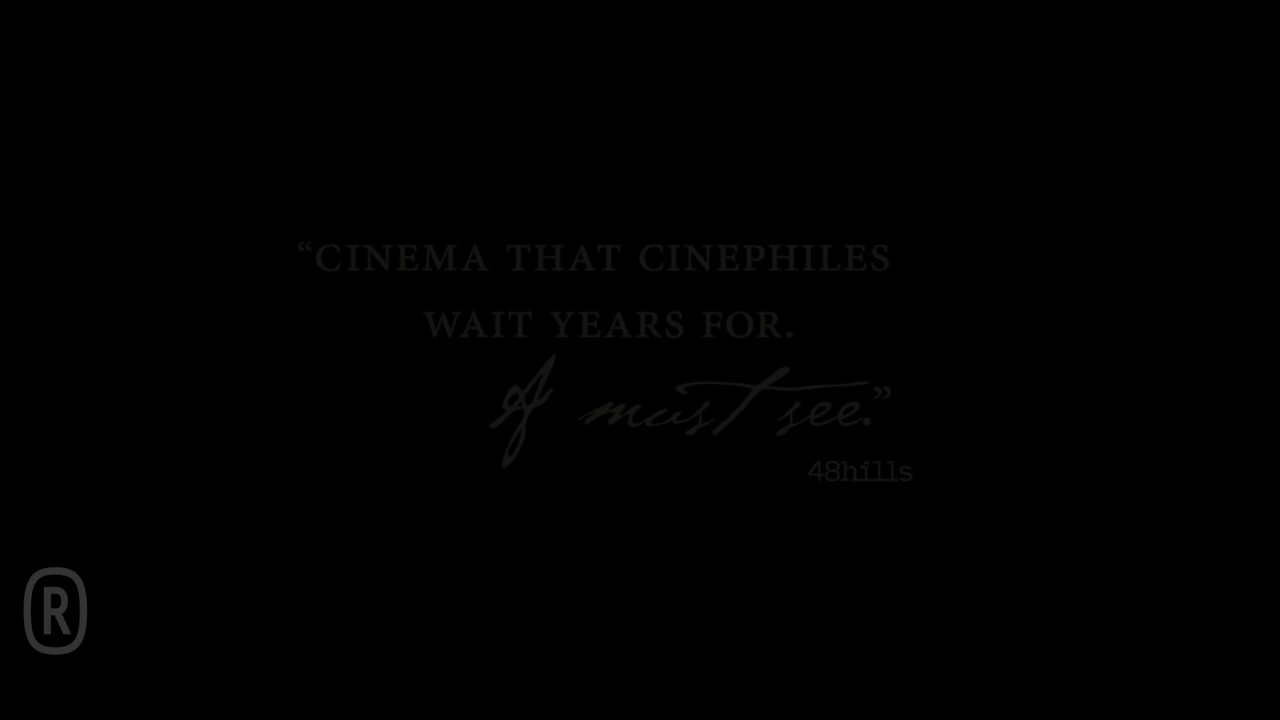 “CINEMA THAT CINEPHILES
WAIT YEARS FOR.
A must see.”
48hills
R